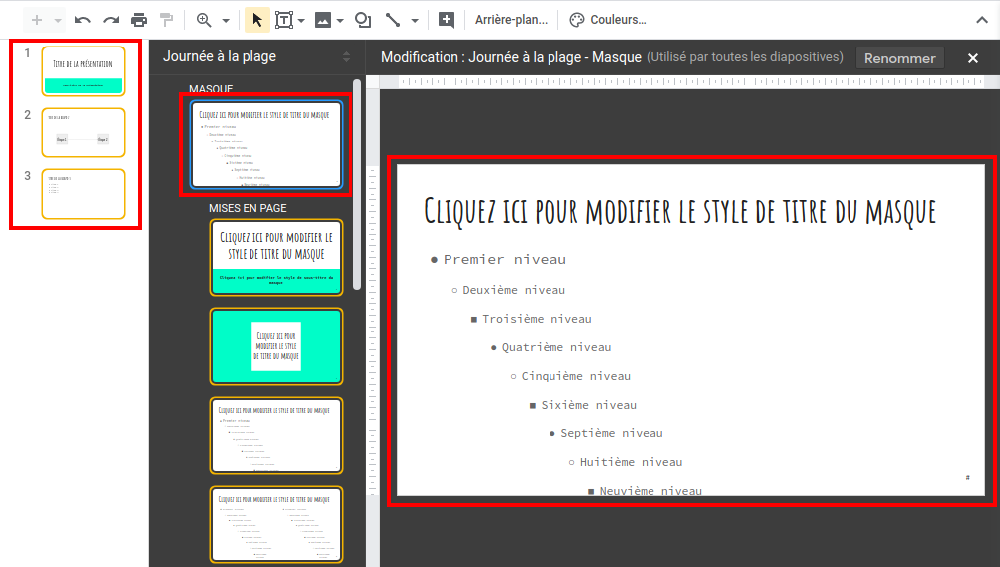 Arrière-plan...
Couleurs...
1
TITRE DE LA PRÉSENTATION
2
Étape 1
Étape 2
3
Journée à la plage
MASQUE
CLIQUEZ ICI POUR MODIFIER LE STYLE DE TITRE DU MASQUE
Premier niveau
Deuxième niveau
Troisième niveau
Quatrième niveau
Cinquième niveau
Sixième niveau
Septième niveau
Huitième niveau
Neuvième niveau
MISES EN PAGE
CLIQUEZ ICI POUR MODIFIER LE
STYLE DE TITRE DU MASQUE
Cliquez ici pour modifier le style de sous-titre du
masque
CLIQUEZ ICI
POUR MODIFIER
LE STYLE
DE TITRE DU
MASQUE
CLIQUEZ ICI POUR MODIFIER LE STYLE DE TITRE DU MASQUE
Premier niveau
CLIQUEZ ICI POUR MODIFIER LE STYLE DE TITRE DU MASQUE
Modification : Journée à la plage - Masque (Utilisé par toutes les diapositives)
Renommer
CLIQUEZ ICI POUR MODIFIER LE STYLE DE TITRE DU MASQUE
● Premier niveau
○ Deuxième niveau
■ Troisième niveau
● Quatrième niveau
○ Cinquième niveau
■ Sixième niveau
● Septième niveau
○ Huitième niveau
■ Neuvième niveau
#